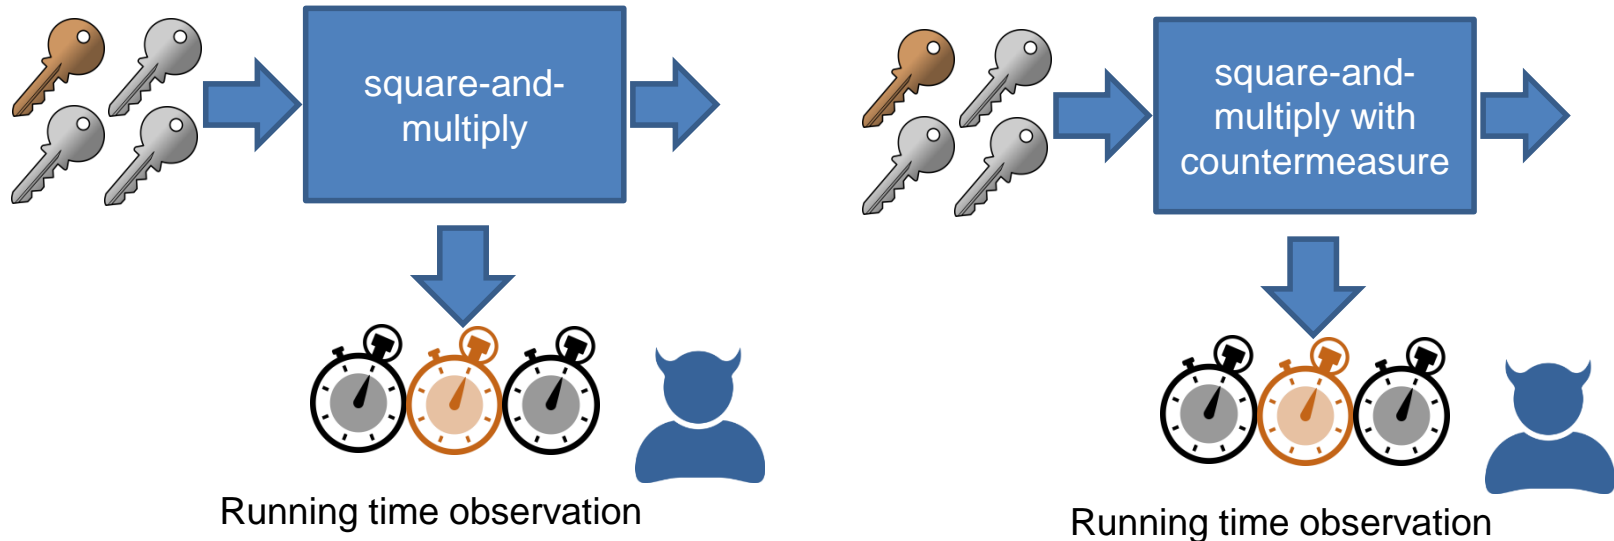 square-and-
multiply
Running time observation
square-and-
multiply with
countermeasure
Running time observation